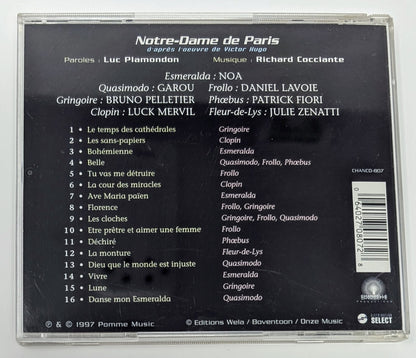 Notre-Dame de Paris
d'après l'œuvre de Victor Hugo
Paroles : Luc Plamondon Musique : Richard Cocciante
Esmeralda : NOA
Quasimodo : GAROU Frollo : DANIEL LAVOIE
Gringoire : BRUNO PELLETIER Phœbus : PATRICK FIORI
Clopin : LUCK MERVIL Fleur-de-Lys : JULIE ZENATTI
1 • Le temps des cathédrales Gringoire
2 • Les sans-papiers Clopin
3 • Bohémienne Esmeralda
4 • Belle Quasimodo, Frollo, Phœbus
5 • Tu vas me détruire Frollo
6 • La cour des miracles Clopin
7 • Ave Maria païen Esmeralda
8 • Florence Frollo, Gringoire
9 • Les cloches Gringoire, Frollo, Quasimodo
10 • Etre prêtre et aimer une femme Frollo
11 • Déchiré Phœbus
12 • La monture Fleur-de-Lys
13 • Dieu que le monde est injuste Quasimodo
14 • Vivre Esmeralda
15 • Lune Gringoire
16 • Danse mon Esmeralda Quasimodo
CHANCD-807
064027080728
SELECT
℗ & © 1997 Pomme Music © Editions Wela / Boventoon / Onze Music